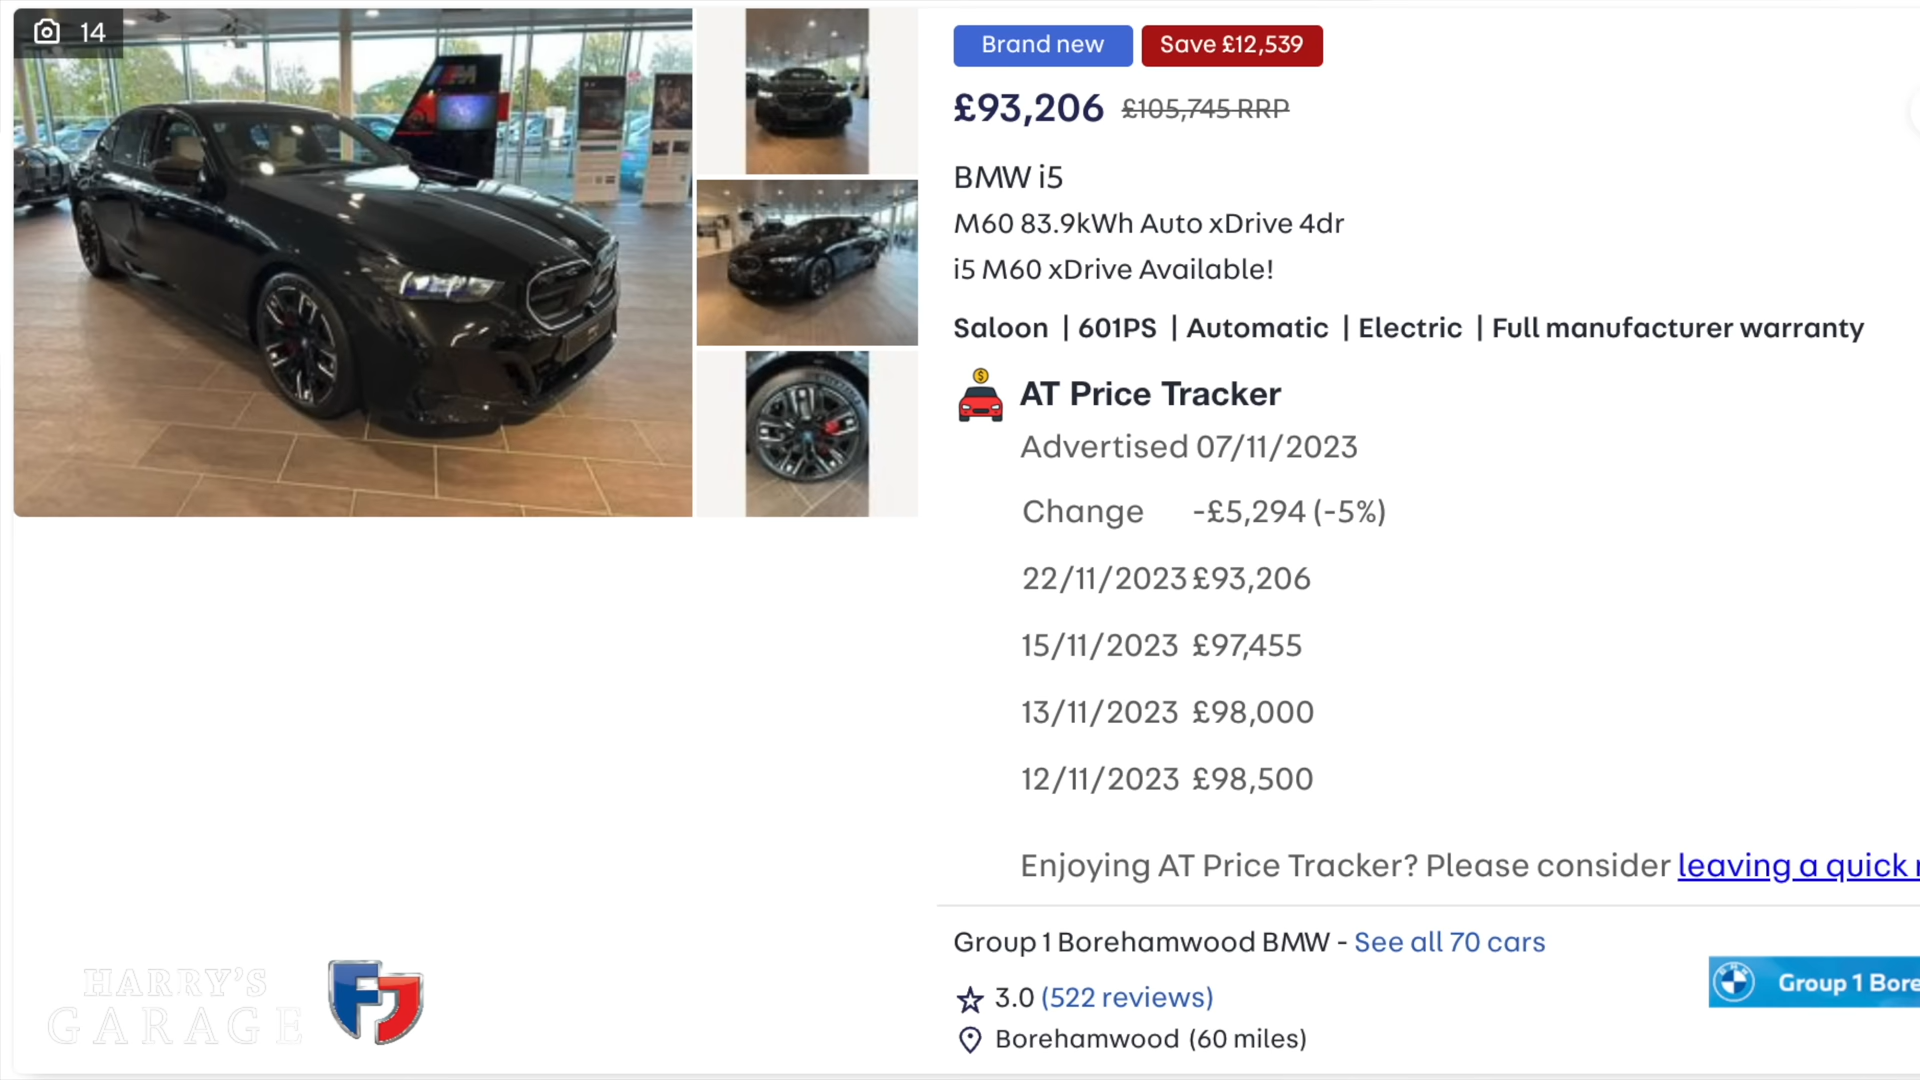 14
Brand new
Save £12,539
£93,206 £105,745 RRP
BMW i5
M60 83.9kWh Auto xDrive 4dr
i5 M60 xDrive Available!
Saloon | 601PS | Automatic | Electric | Full manufacturer warranty
AT Price Tracker
Advertised 07/11/2023
Change -£5,294 (-5%)
22/11/2023 £93,206
15/11/2023 £97,455
13/11/2023 £98,000
12/11/2023 £98,500
Enjoying AT Price Tracker? Please consider leaving a quick
Group 1 Borehamwood BMW - See all 70 cars
3.0 (522 reviews)
Borehamwood (60 miles)
Group 1 Bore
HARRY'S
GARAGE